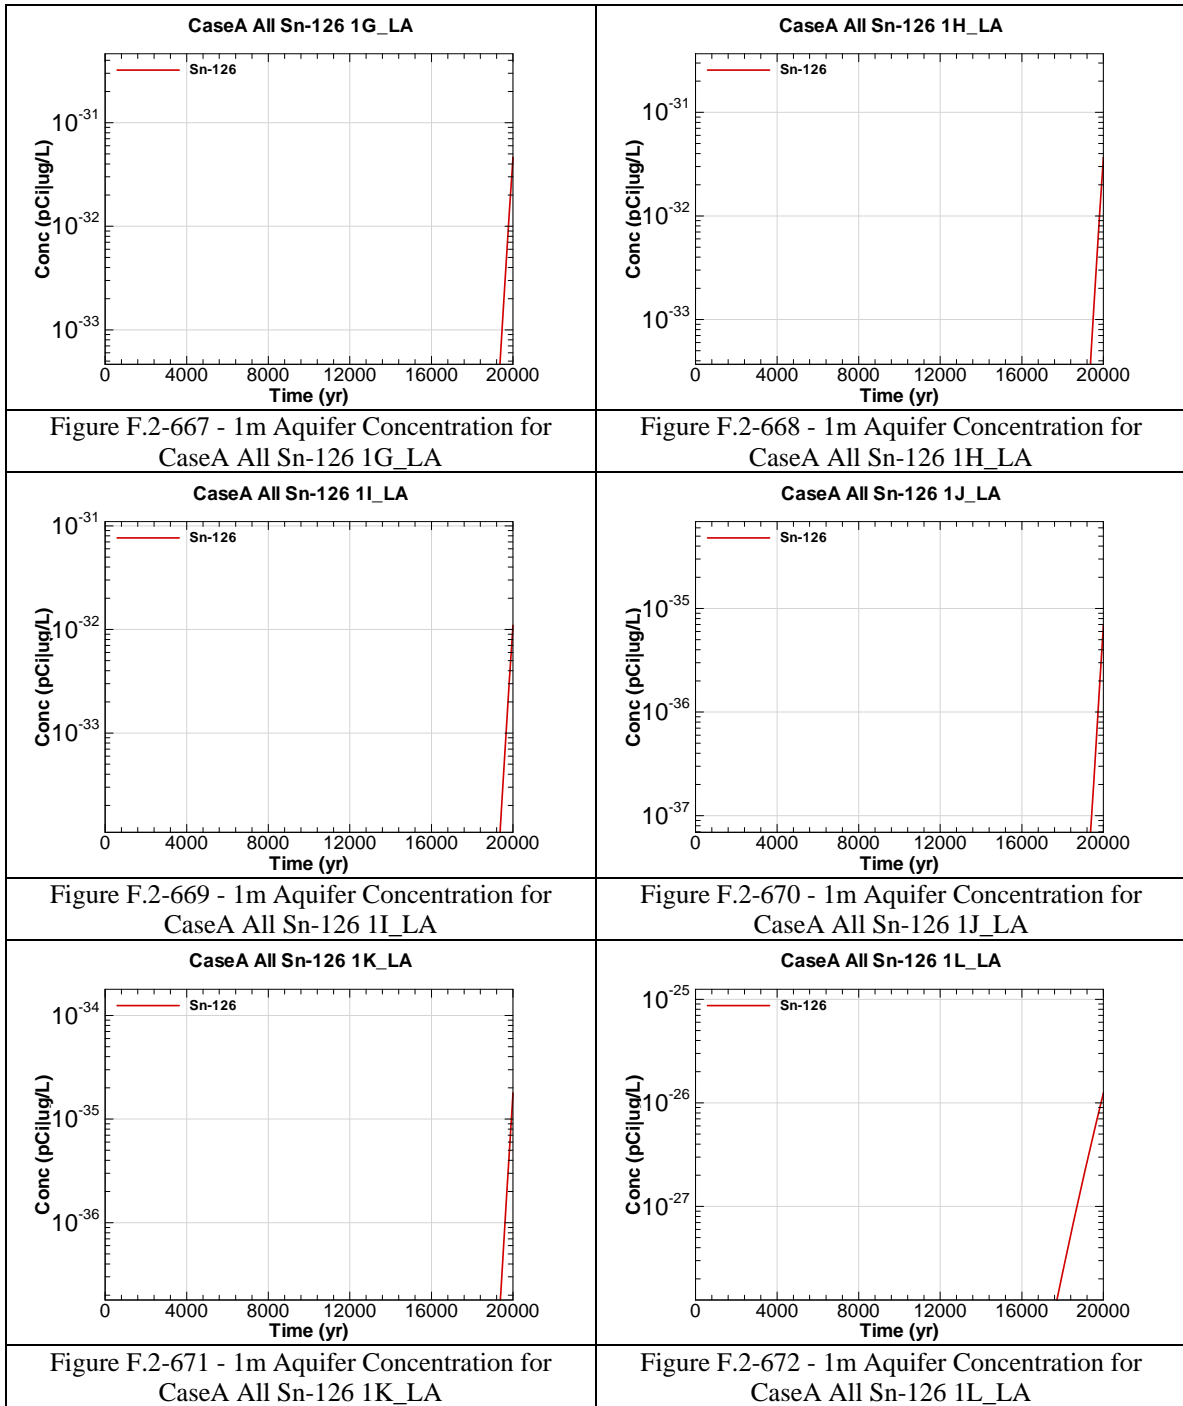 CaseA All Sn-126 1G_LA
Sn-126
10-31
10-32
10-33
Conc (pCi|ug/L)
0 4000 8000 12000 16000 20000
Time (yr)
Figure F.2-667 - 1m Aquifer Concentration for
CaseA All Sn-126 1G_LA
CaseA All Sn-126 1H_LA
Sn-126
10-31
10-32
10-33
Conc (pCi|ug/L)
0 4000 8000 12000 16000 20000
Time (yr)
Figure F.2-668 - 1m Aquifer Concentration for
CaseA All Sn-126 1H_LA
CaseA All Sn-126 1I_LA
Sn-126
10-31
10-32
10-33
Conc (pCi|ug/L)
0 4000 8000 12000 16000 20000
Time (yr)
Figure F.2-669 - 1m Aquifer Concentration for
CaseA All Sn-126 1I_LA
CaseA All Sn-126 1J_LA
Sn-126
10-35
10-36
10-37
Conc (pCi|ug/L)
0 4000 8000 12000 16000 20000
Time (yr)
Figure F.2-670 - 1m Aquifer Concentration for
CaseA All Sn-126 1J_LA
CaseA All Sn-126 1K_LA
Sn-126
10-34
10-35
10-36
Conc (pCi|ug/L)
0 4000 8000 12000 16000 20000
Time (yr)
Figure F.2-671 - 1m Aquifer Concentration for
CaseA All Sn-126 1K_LA
CaseA All Sn-126 1L_LA
Sn-126
10-25
10-26
10-27
Conc (pCi|ug/L)
0 4000 8000 12000 16000 20000
Time (yr)
Figure F.2-672 - 1m Aquifer Concentration for
CaseA All Sn-126 1L_LA